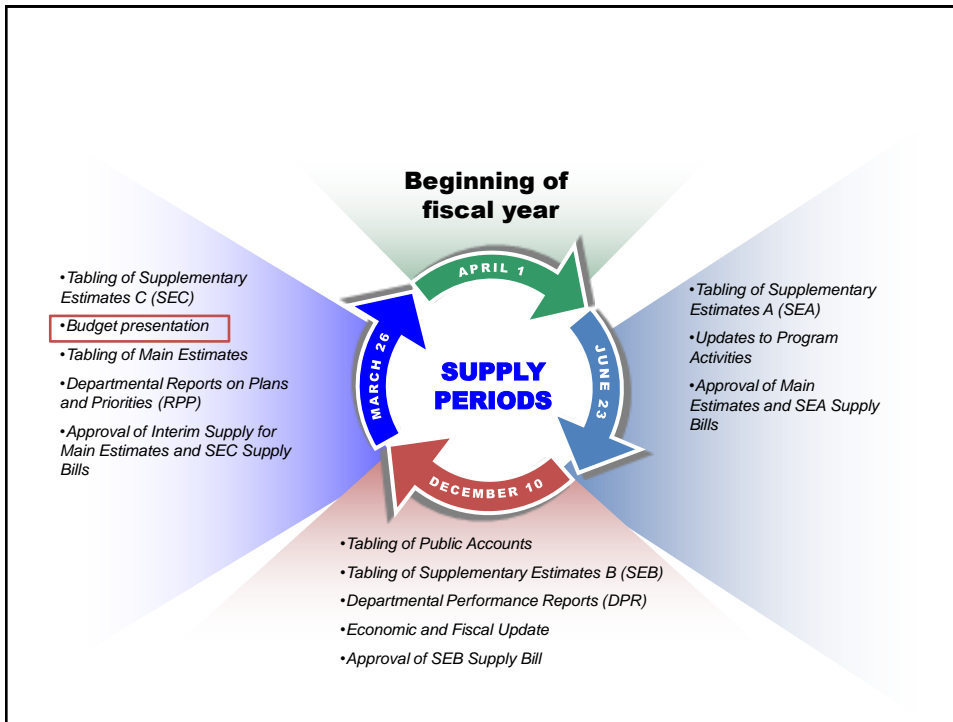 Beginning of
fiscal year
APRIL 1
•Tabling of Supplementary
Estimates C (SEC)
•Budget presentation
•Tabling of Main Estimates
•Departmental Reports on Plans
and Priorities (RPP)
•Approval of Interim Supply for
Main Estimates and SEC Supply
Bills
MARCH 26
SUPPLY
PERIODS
JUNE 23
•Tabling of Supplementary
Estimates A (SEA)
•Updates to Program
Activities
•Approval of Main
Estimates and SEA Supply
Bills
DECEMBER 10
•Tabling of Public Accounts
•Tabling of Supplementary Estimates B (SEB)
•Departmental Performance Reports (DPR)
•Economic and Fiscal Update
•Approval of SEB Supply Bill